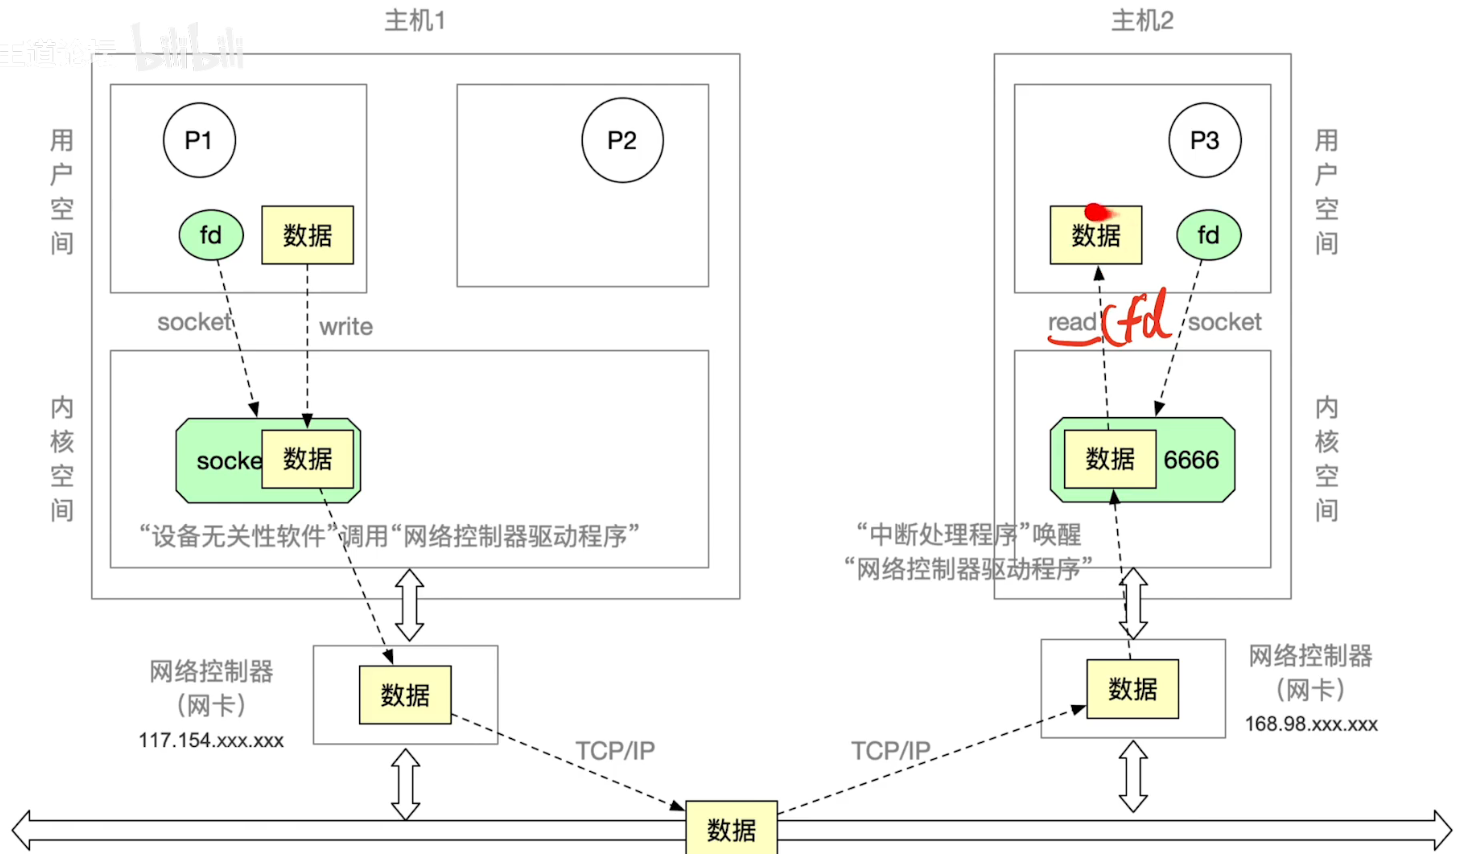 主机1
主机2
王道论坛
bilibili
用户空间
P1
P2
P3
用户空间
fd
数据
数据
fd
socket
write
read
(fd
socket
内核空间
socke
数据
数据
6666
内核空间
“设备无关性软件”调用“网络控制器驱动程序”
“中断处理程序”唤醒
“网络控制器驱动程序”
网络控制器
（网卡）
117.154.xxx.xxx
数据
数据
网络控制器
（网卡）
168.98.xxx.xxx
TCP/IP
TCP/IP
数据